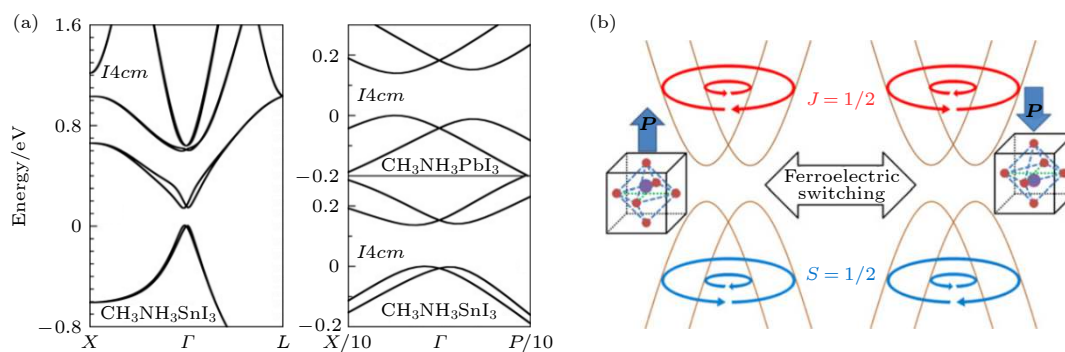 (a)
Energy/eV
1.6
0.8
0
−0.8
I4cm
CH₃NH₃SnI₃
X Γ L
0.2
0
−0.2
0.2
0
−0.2
I4cm
CH₃NH₃PbI₃
I4cm
CH₃NH₃SnI₃
X/10 Γ P/10
(b)
P
J = 1/2
P
Ferroelectric
switching
S = 1/2